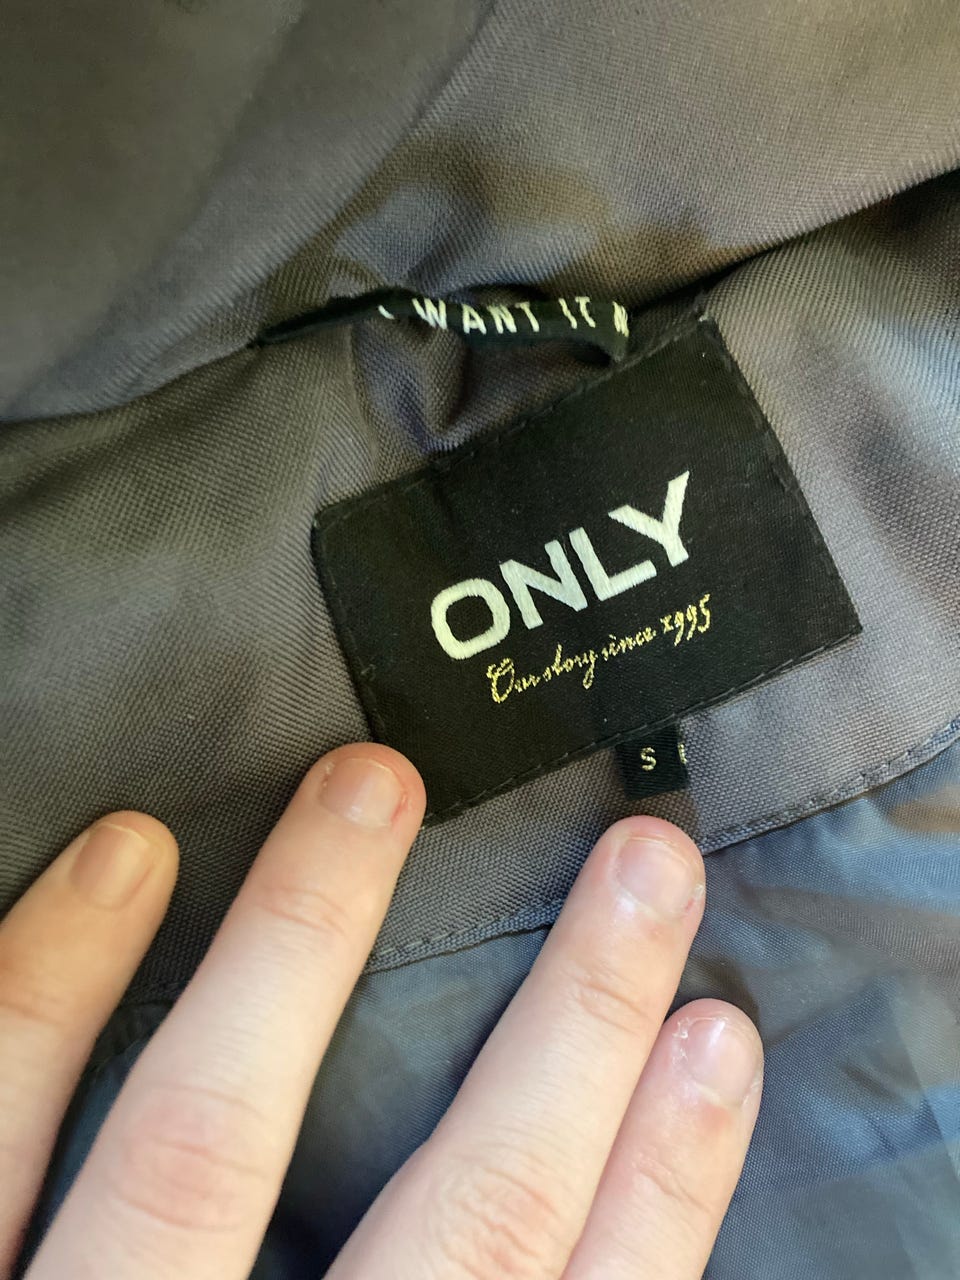 WANT IT
ONLY
Our story since 1995
S